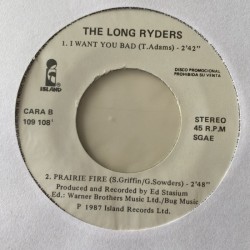 THE LONG RYDERS
1. I WANT YOU BAD (T.Adams) - 2'42"
ISLAND
DISCO PROMOCIONAL
PROHIBIDA SU VENTA
CARA B
109 108'
STEREO
45 R.P.M
SGAE
2. PRAIRIE FIRE (S.Griffin/G.Sowders) - 2'48"
Produced and Recorded by Ed Stasium
Ed.: Warner Brothers Music Ltd./Bug Music.
P 1987 Island Records Ltd.